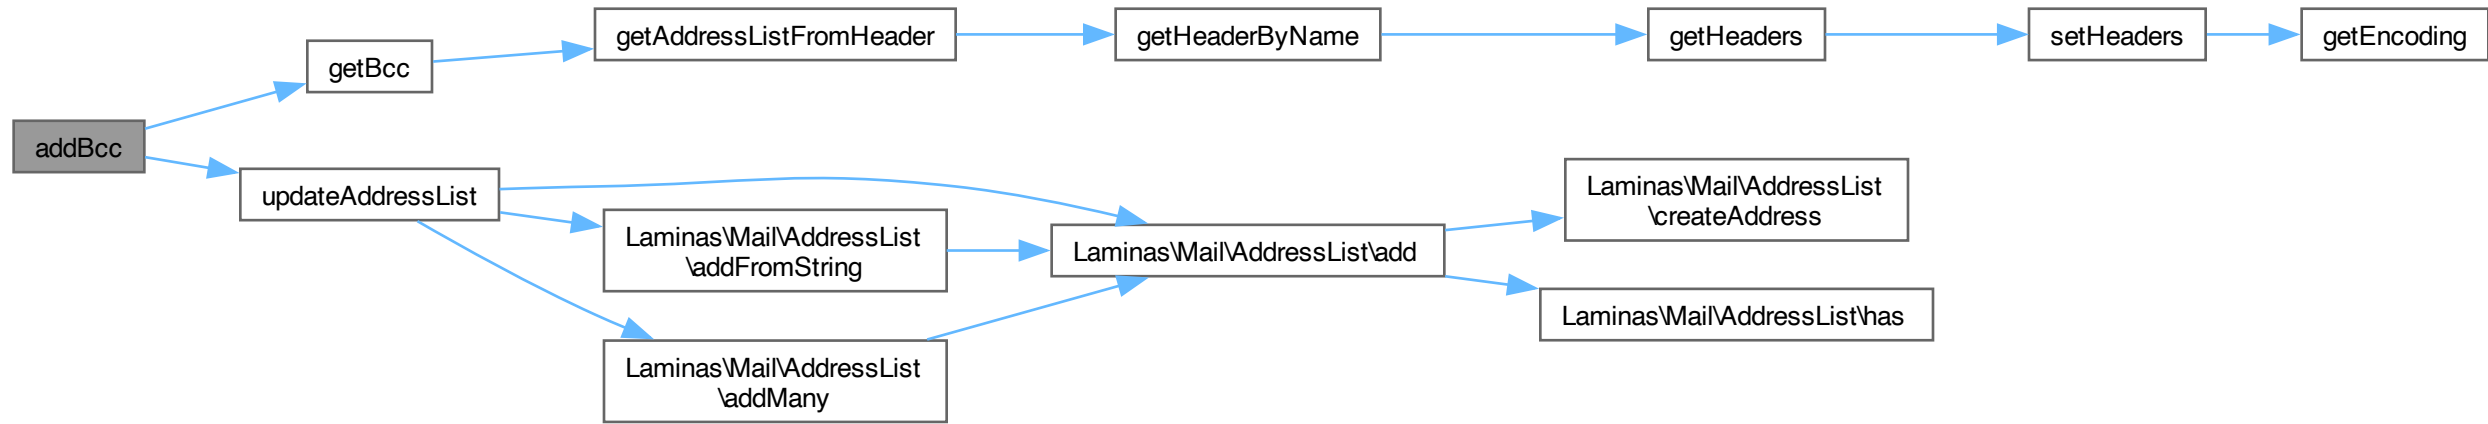 addBcc
getBcc
getAddressListFromHeader
getHeaderByName
getHeaders
setHeaders
getEncoding
updateAddressList
Laminas\Mail\AddressList
\addFromString
Laminas\Mail\AddressList
\addMany
Laminas\Mail\AddressList\add
Laminas\Mail\AddressList
\createAddress
Laminas\Mail\AddressList\has